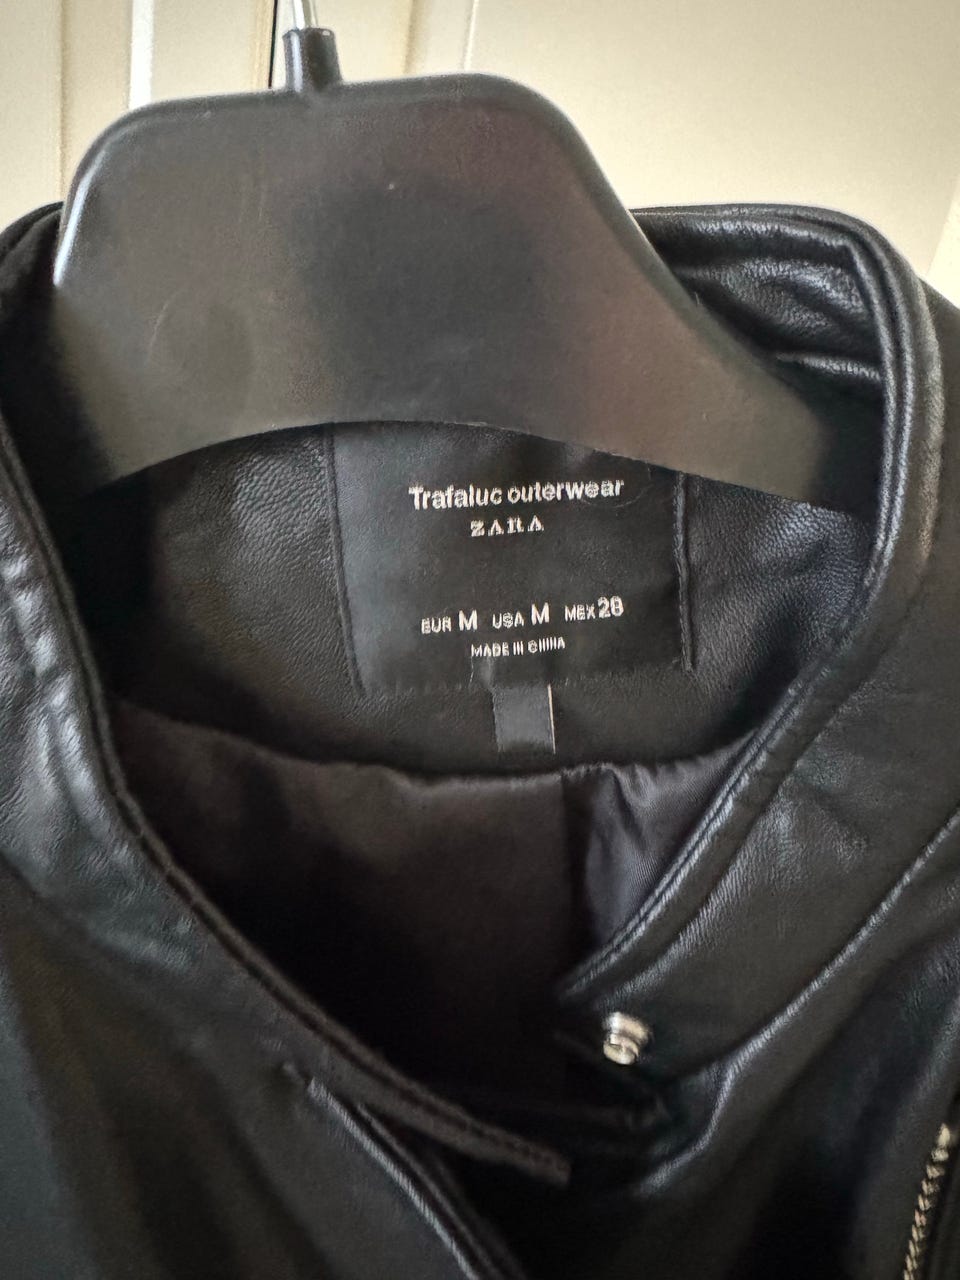 Trafaluc outerwear
ZARA
EUR M USA M MEX 28
MADE IN CHINA